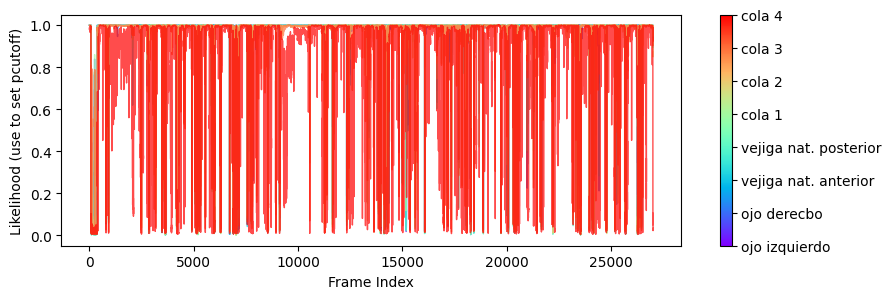 Likelihood (use to set pcutoff)
1.0
0.8
0.6
0.4
0.2
0.0
0
5000
10000
15000
20000
25000
Frame Index
cola 4
cola 3
cola 2
cola 1
vejiga nat. posterior
vejiga nat. anterior
ojo derecbo
ojo izquierdo